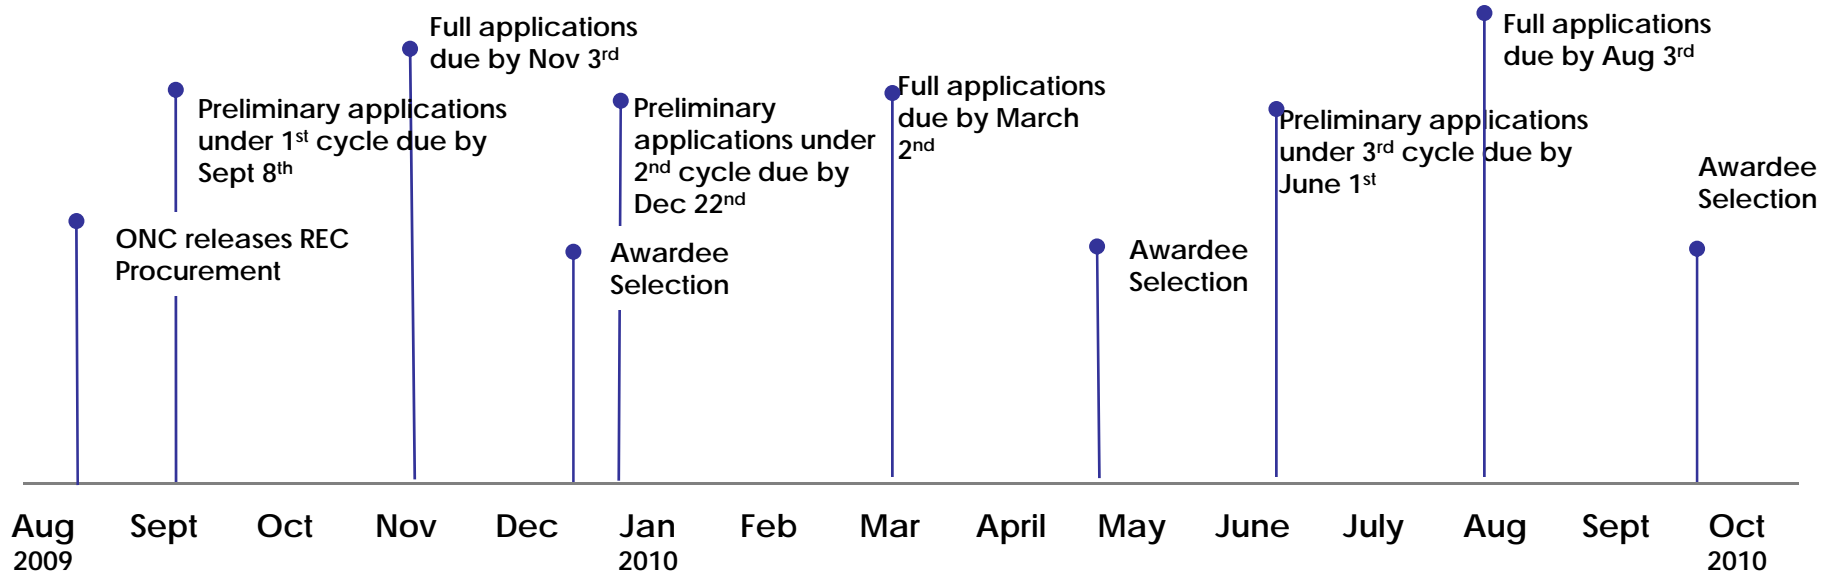 Full applications
due by Nov 3rd
Preliminary applications
under 1st cycle due by
Sept 8th
ONC releases REC
Procurement
Preliminary
applications under
2nd cycle due by
Dec 22nd
Awardee
Selection
Full applications
due by March
2nd
Awardee
Selection
Preliminary applications
under 3rd cycle due by
June 1st
Full applications
due by Aug 3rd
Awardee
Selection
Aug Sept Oct Nov Dec Jan Feb Mar April May June July Aug Sept Oct
2009 2010 2010